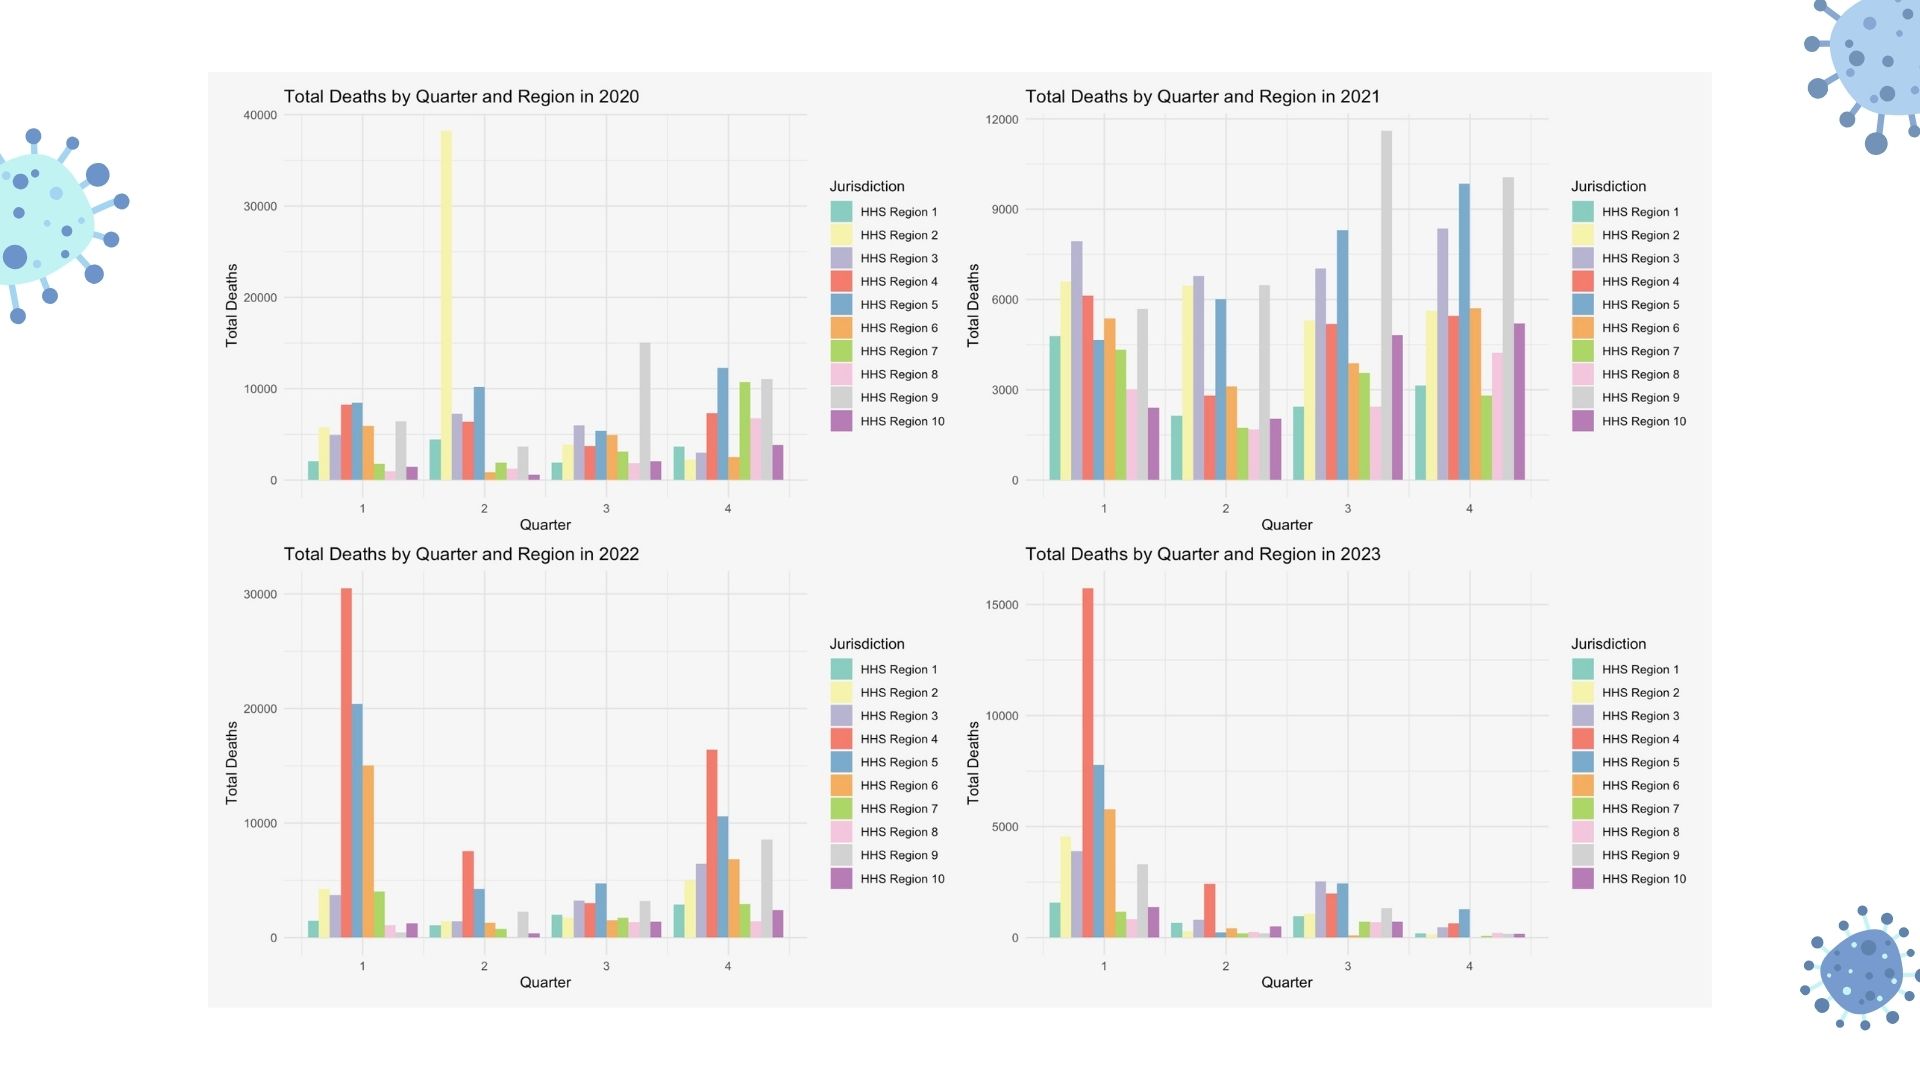 Total Deaths by Quarter and Region in 2020
40000
30000
20000
10000
0
Total Deaths
1
2
3
4
Quarter
Jurisdiction
HHS Region 1
HHS Region 2
HHS Region 3
HHS Region 4
HHS Region 5
HHS Region 6
HHS Region 7
HHS Region 8
HHS Region 9
HHS Region 10
Total Deaths by Quarter and Region in 2021
12000
9000
6000
3000
0
Total Deaths
1
2
3
4
Quarter
Jurisdiction
HHS Region 1
HHS Region 2
HHS Region 3
HHS Region 4
HHS Region 5
HHS Region 6
HHS Region 7
HHS Region 8
HHS Region 9
HHS Region 10
Total Deaths by Quarter and Region in 2022
30000
20000
10000
0
Total Deaths
1
2
3
4
Quarter
Jurisdiction
HHS Region 1
HHS Region 2
HHS Region 3
HHS Region 4
HHS Region 5
HHS Region 6
HHS Region 7
HHS Region 8
HHS Region 9
HHS Region 10
Total Deaths by Quarter and Region in 2023
15000
10000
5000
0
Total Deaths
1
2
3
4
Quarter
Jurisdiction
HHS Region 1
HHS Region 2
HHS Region 3
HHS Region 4
HHS Region 5
HHS Region 6
HHS Region 7
HHS Region 8
HHS Region 9
HHS Region 10